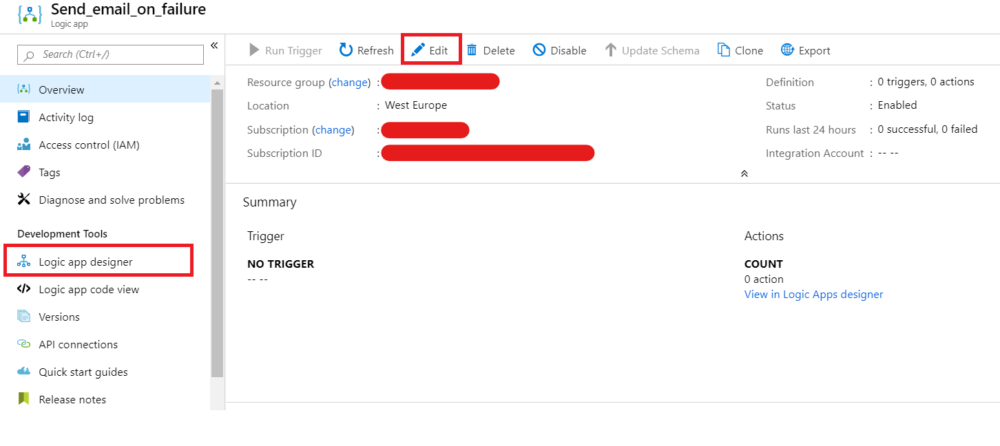 Send_email_on_failure
Logic app
Search (Ctrl+/)
«
Overview
Activity log
Access control (IAM)
Tags
Diagnose and solve problems
Development Tools
Logic app designer
Logic app code view
Versions
API connections
Quick start guides
Release notes
Run Trigger Refresh Edit Delete Disable Update Schema Clone Export
Resource group (change) :
Location : West Europe
Subscription (change) :
Subscription ID :
Definition : 0 triggers, 0 actions
Status : Enabled
Runs last 24 hours : 0 successful, 0 failed
Integration Account : -- --
Summary
Trigger
NO TRIGGER
-- --
Actions
COUNT
0 action
View in Logic Apps designer